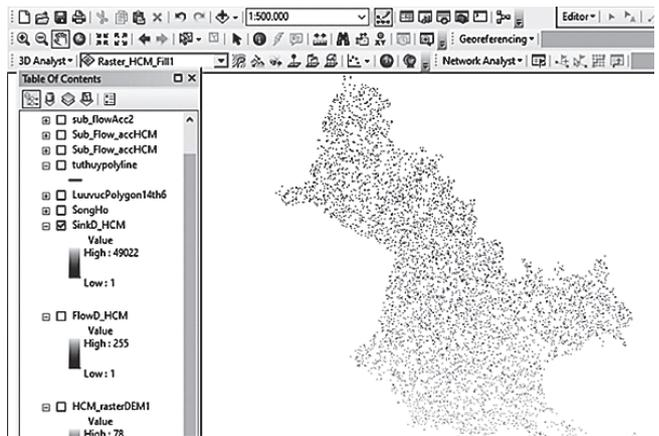 1:500.000
Editor
Georeferencing
3D Analyst
Raster_HCM_Fill1
Network Analyst
Table Of Contents
sub_flowAcc2
Sub_Flow_accHCM
Sub_Flow_accHCM
tuthuypolyline
LuuvucPolygon14th6
SongHo
SinkD_HCM
Value
High : 49022
Low : 1
FlowD_HCM
Value
High : 255
Low : 1
HCM_rasterDEM1
Value
High : 78